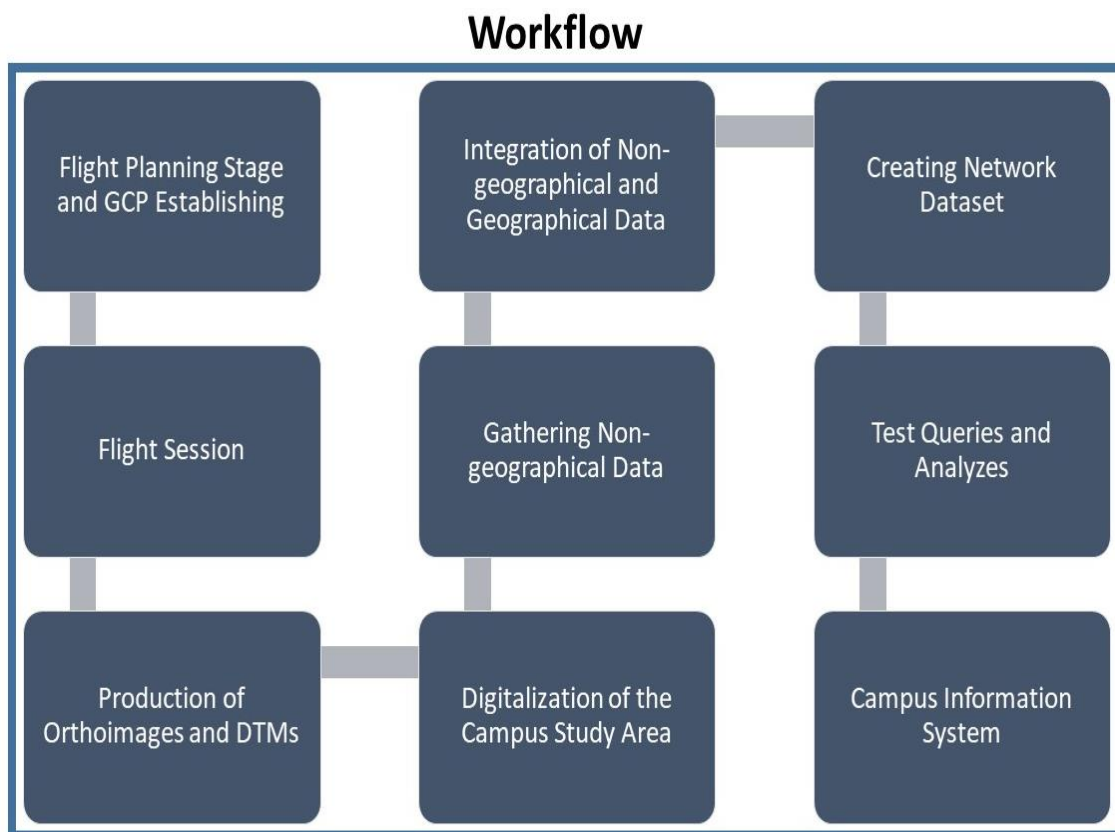 Workflow
Flight Planning Stage
and GCP Establishing
Flight Session
Production of
Orthoimages and DTMs
Digitalization of the
Campus Study Area
Gathering Non-
geographical Data
Integration of Non-
geographical and
Geographical Data
Creating Network
Dataset
Test Queries and
Analyzes
Campus Information
System